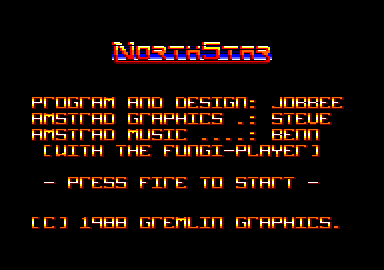 NORTHSTAR
PROGRAM AND DESIGN: JOBBEE
AMSTRAD GRAPHICS .: STEVE
AMSTRAD MUSIC ....: BENN
[WITH THE FUNGI-PLAYER]
- PRESS FIRE TO START -
[C] 1988 GREMLIN GRAPHICS.